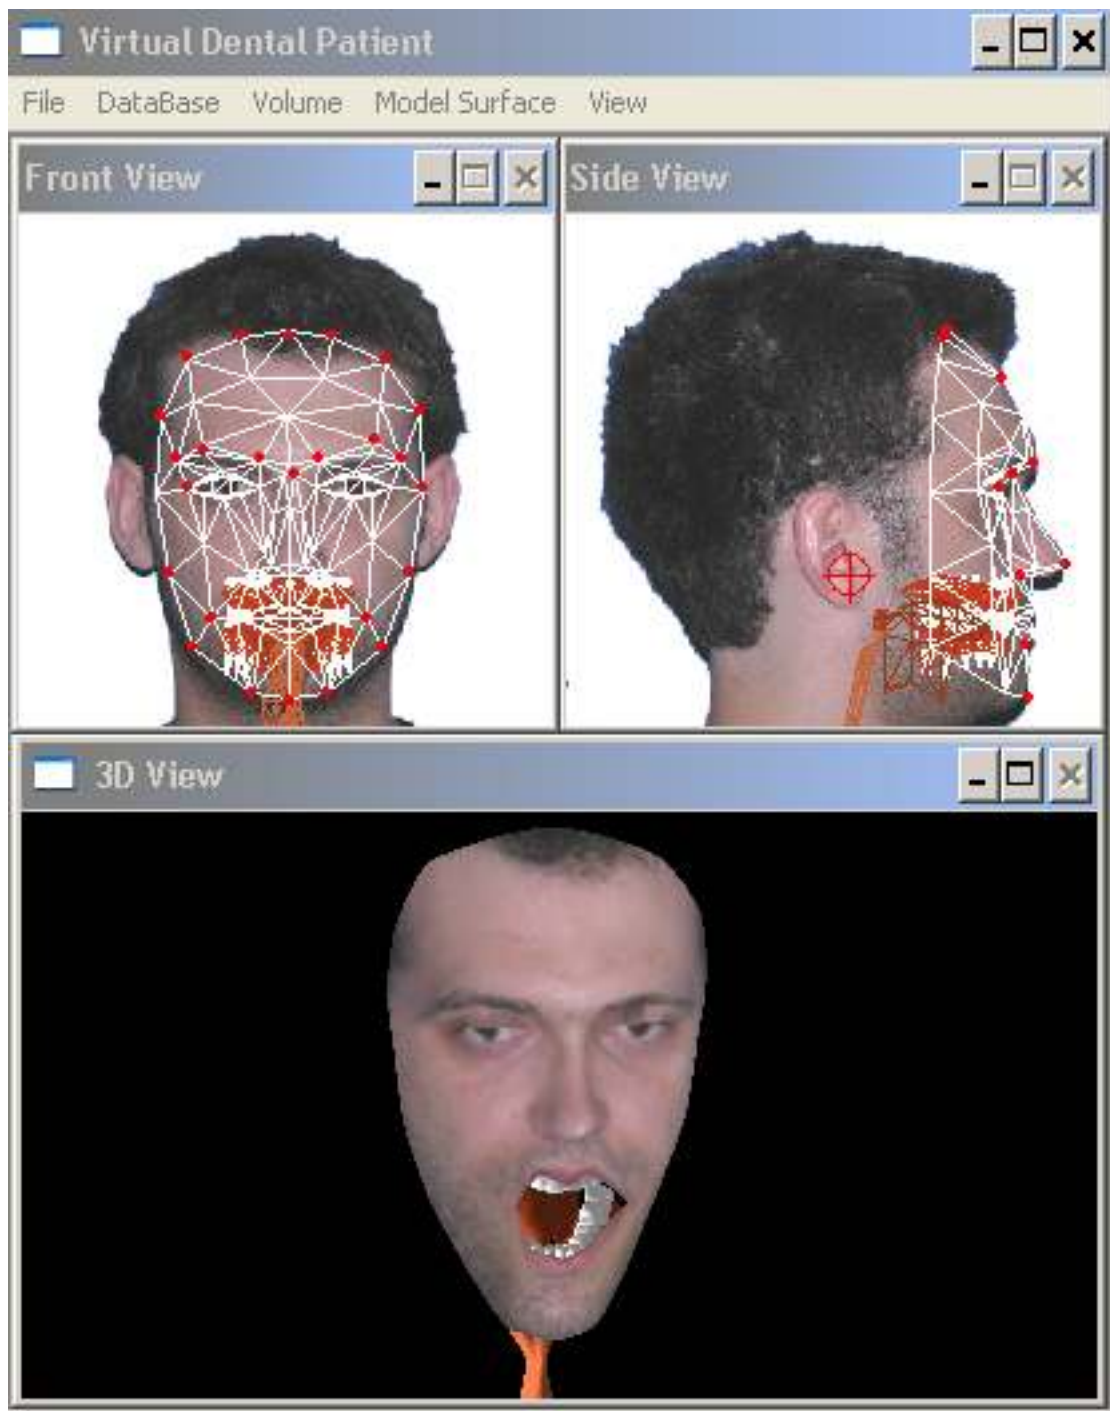 Virtual Dental Patient
File DataBase Volume Model Surface View
Front View
Side View
3D View